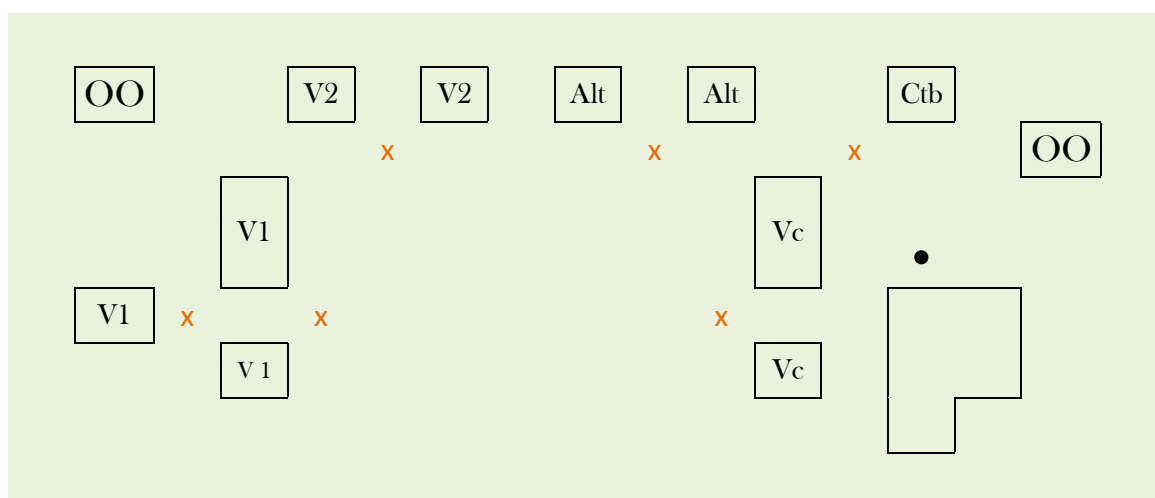 OO V2 V2 Alt Alt Ctb
x x x OO
V1 Vc
V1 x x x
V 1 Vc